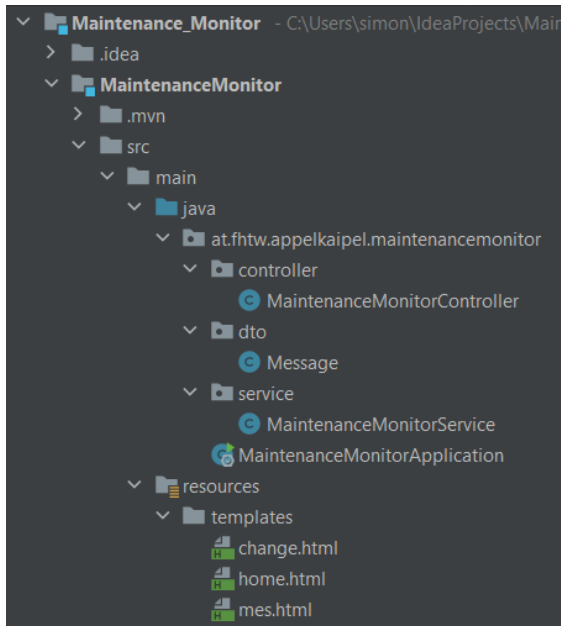 Maintenance_Monitor - C:\Users\simon\IdeaProjects\Main
.idea
MaintenanceMonitor
.mvn
src
main
java
at.fhtw.appelkaipel.maintenancemonitor
controller
C MaintenanceMonitorController
dto
C Message
service
C MaintenanceMonitorService
MaintenanceMonitorApplication
resources
templates
H change.html
H home.html
H mes.html